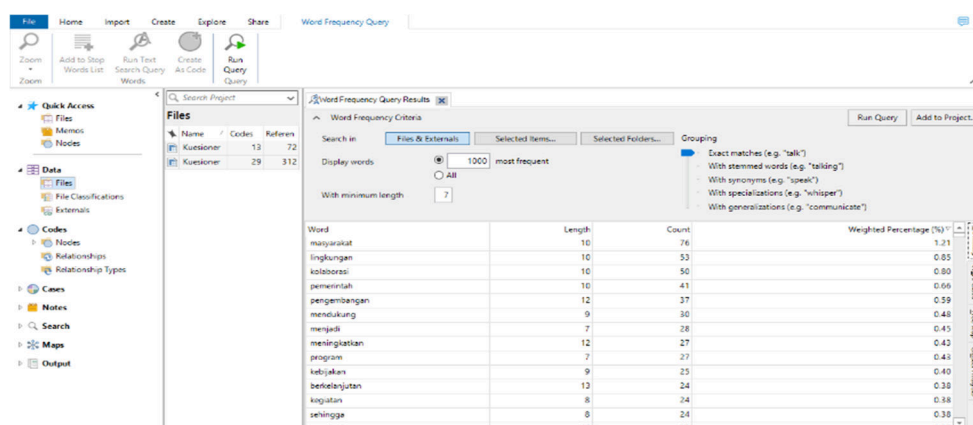 File Home Import Create Explore Share Word Frequency Query
Zoom Add to Stop Words List Run Text Search Query Create As Code Run Query
Zoom Words Query
Quick Access
Files
Memos
Nodes
Data
Files
File Classifications
Externals
Codes
Nodes
Relationships
Relationship Types
Cases
Notes
Search
Maps
Output
Search Project
Files
Name Codes Referen
Kuesioner 13 72
Kuesioner 29 312
Word Frequency Query Results
Word Frequency Criteria Run Query Add to Project.
Search in Files & Externals Selected Items... Selected Folders... Grouping
Display words 1000 most frequent
All
With minimum length 7
Exact matches (e.g. "talk")
With stemmed words (e.g. "talking")
With synonyms (e.g. "speak")
With specializations (e.g. "whisper")
With generalizations (e.g. "communicate")
Word Length Count Weighted Percentage (%)
masyarakat 10 76 1.21
lingkungan 10 53 0.85
kolaborasi 10 50 0.80
pemerintah 10 41 0.66
pengembangan 12 37 0.59
mendukung 9 30 0.48
menjadi 7 28 0.45
meningkatkan 12 27 0.43
program 7 27 0.43
kebijakan 9 25 0.40
berkelanjutan 13 24 0.38
kegiatan 8 24 0.38
sehingga 8 24 0.38